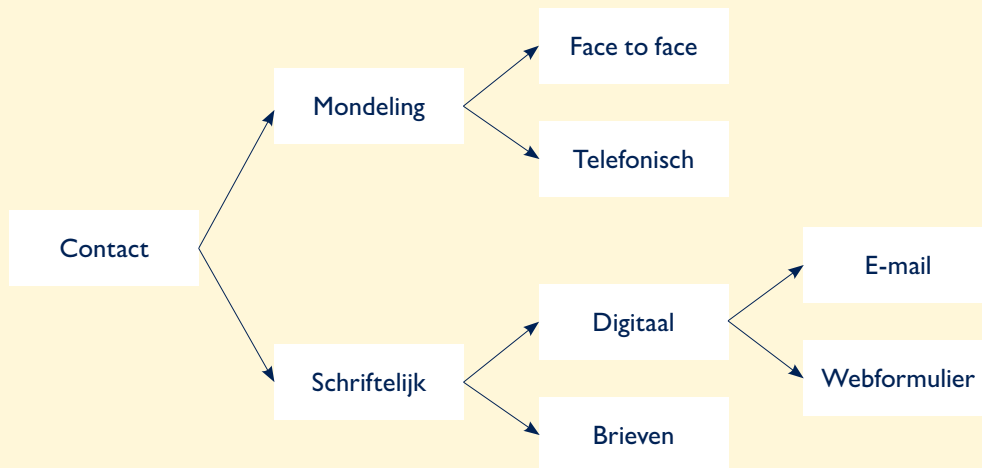 Face to face
Mondeling
Telefonisch
Contact
E-mail
Digitaal
Schriftelijk
Webformulier
Brieven